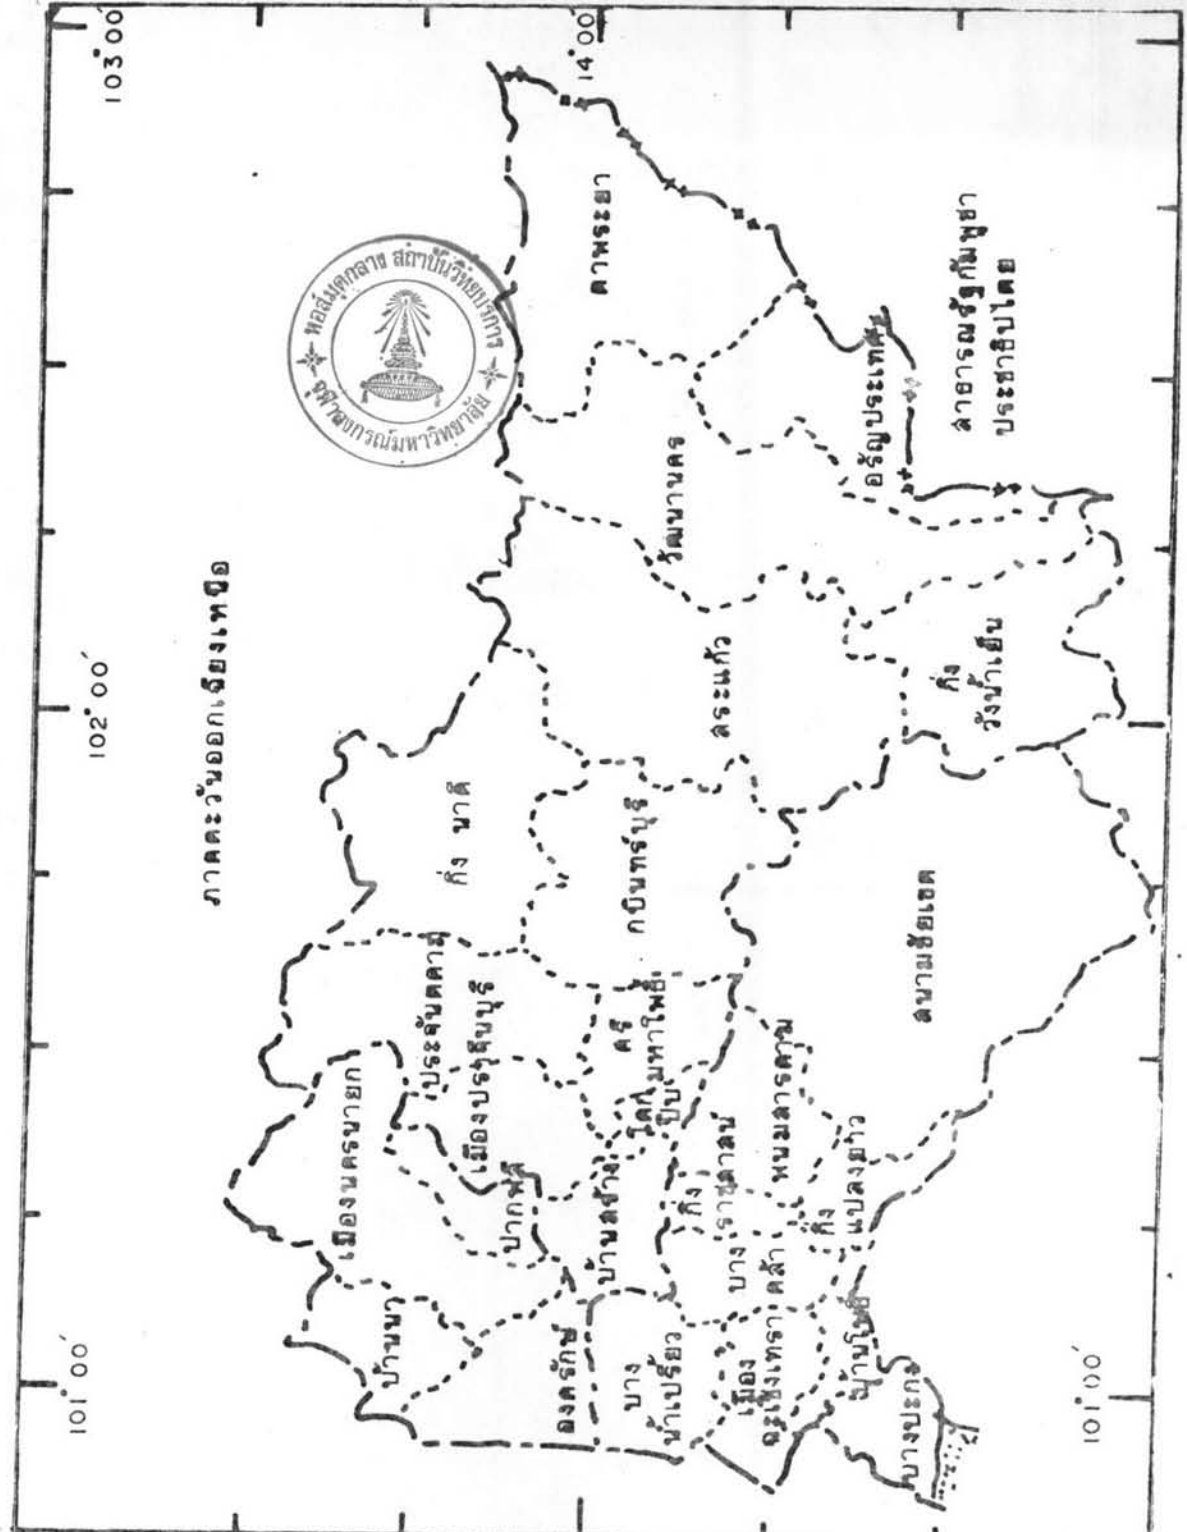 101° 00′
102° 00′
103° 00′
ภาคตะวันออกเฉียงเหนือ
หอสมุดกลาง สถาบันวิทยบริการ
จุฬาลงกรณ์มหาวิทยาลัย
14° 00′
บ้านนา
เมืองนครนายก
ปากพลี
องครักษ์
ประจันตคาม
เมืองปราจีนบุรี
กิ่ง นาดี
กบินทร์บุรี
ศรี
มหาโพธิ
โคก
ปีบ
บ้านสร้าง
สระแก้ว
วัฒนานคร
ตาพระยา
อรัญประเทศ
กิ่ง
วังน้ำเย็น
บาง
น้ำเปรี้ยว
เมือง
ฉะเชิงเทรา
บาง
คล้า
กิ่ง
ราชสาส์น
พนมสารคาม
กิ่ง
แปลงยาว
บ้านโพธิ์
บางปะกง
สนามชัยเขต
สาธารณรัฐกัมพูชา
ประชาธิปไตย
101° 00′